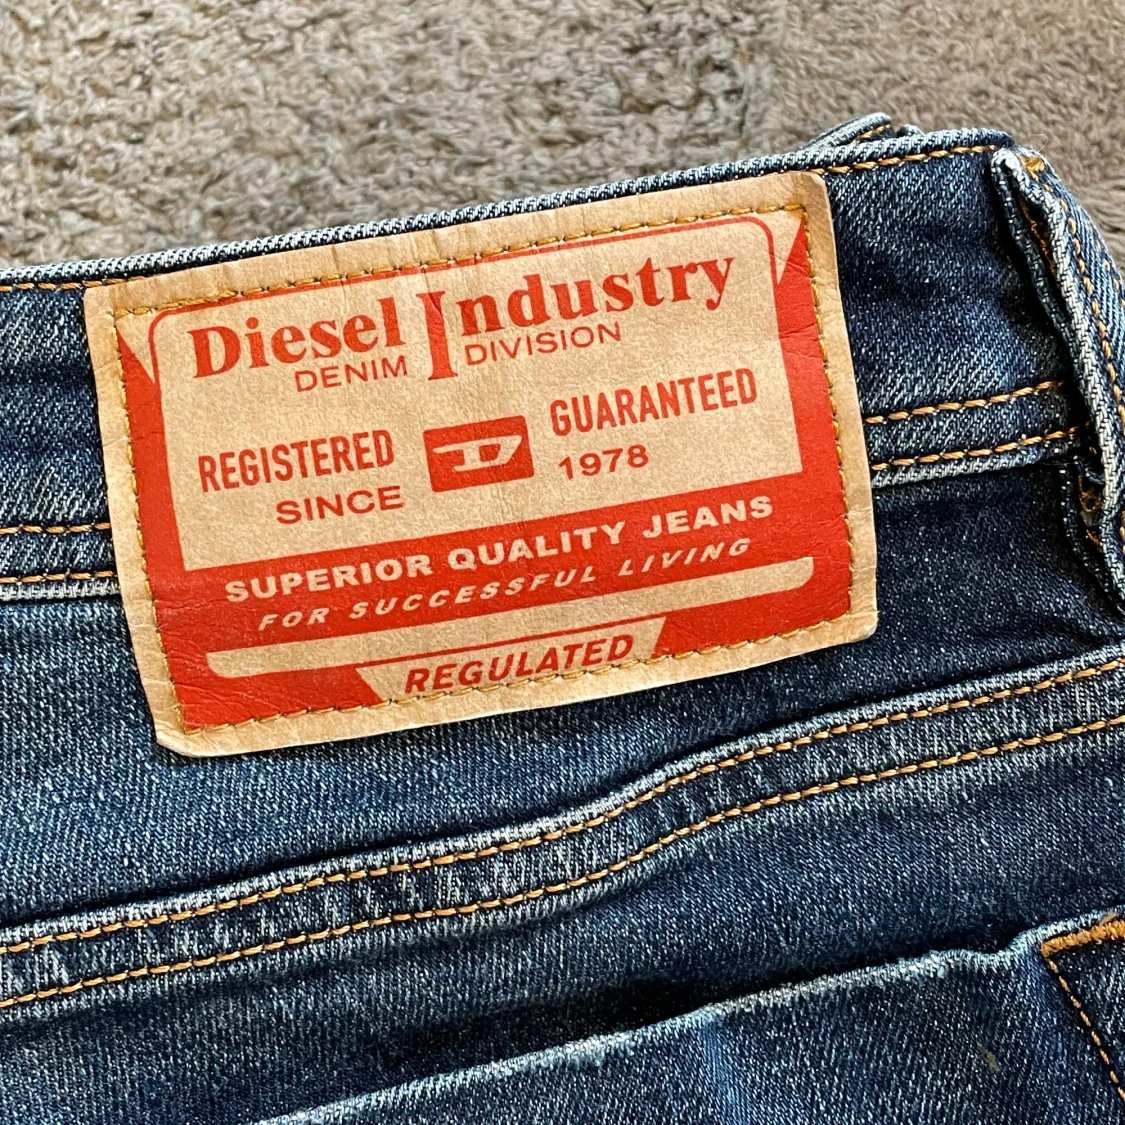 Diesel Industry
DENIM DIVISION
REGISTERED D GUARANTEED
SINCE 1978
SUPERIOR QUALITY JEANS
FOR SUCCESSFUL LIVING
REGULATED